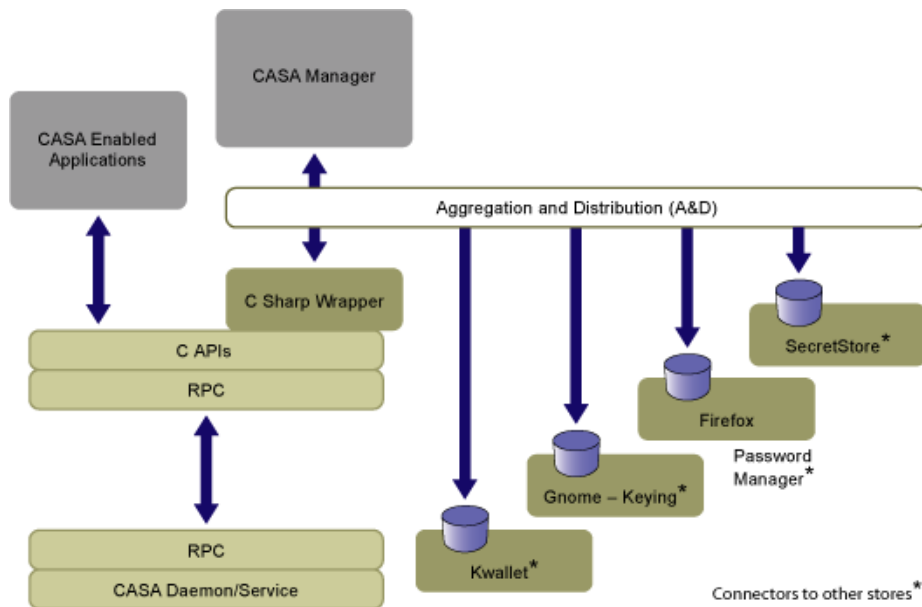 CASA Manager
CASA Enabled
Applications
Aggregation and Distribution (A&D)
C Sharp Wrapper
C APIs
RPC
SecretStore*
Firefox
Password
Manager*
Gnome – Keying*
Kwallet*
RPC
CASA Daemon/Service
Connectors to other stores*